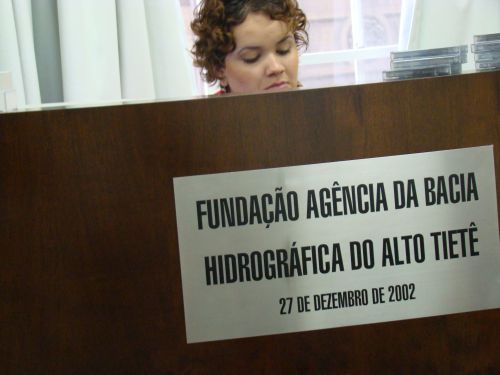 FUNDAÇÃO AGÊNCIA DA BACIA
HIDROGRÁFICA DO ALTO TIETÊ
27 DE DEZEMBRO DE 2002